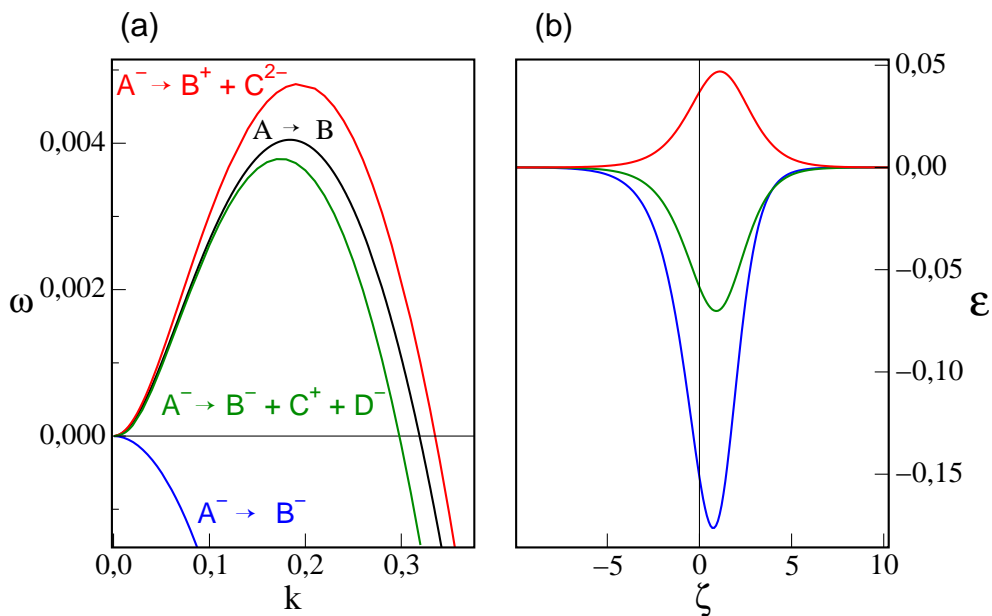 (a)
(b)
A⁻ → B⁺ + C²⁻
A → B
A⁻ → B⁻ + C⁺ + D⁻
A⁻ → B⁻
0,004
0,002
0,000
ω
0,0
0,1
0,2
0,3
k
0,05
0,00
−0,05
−0,10
−0,15
ε
−5
0
5
10
ζ